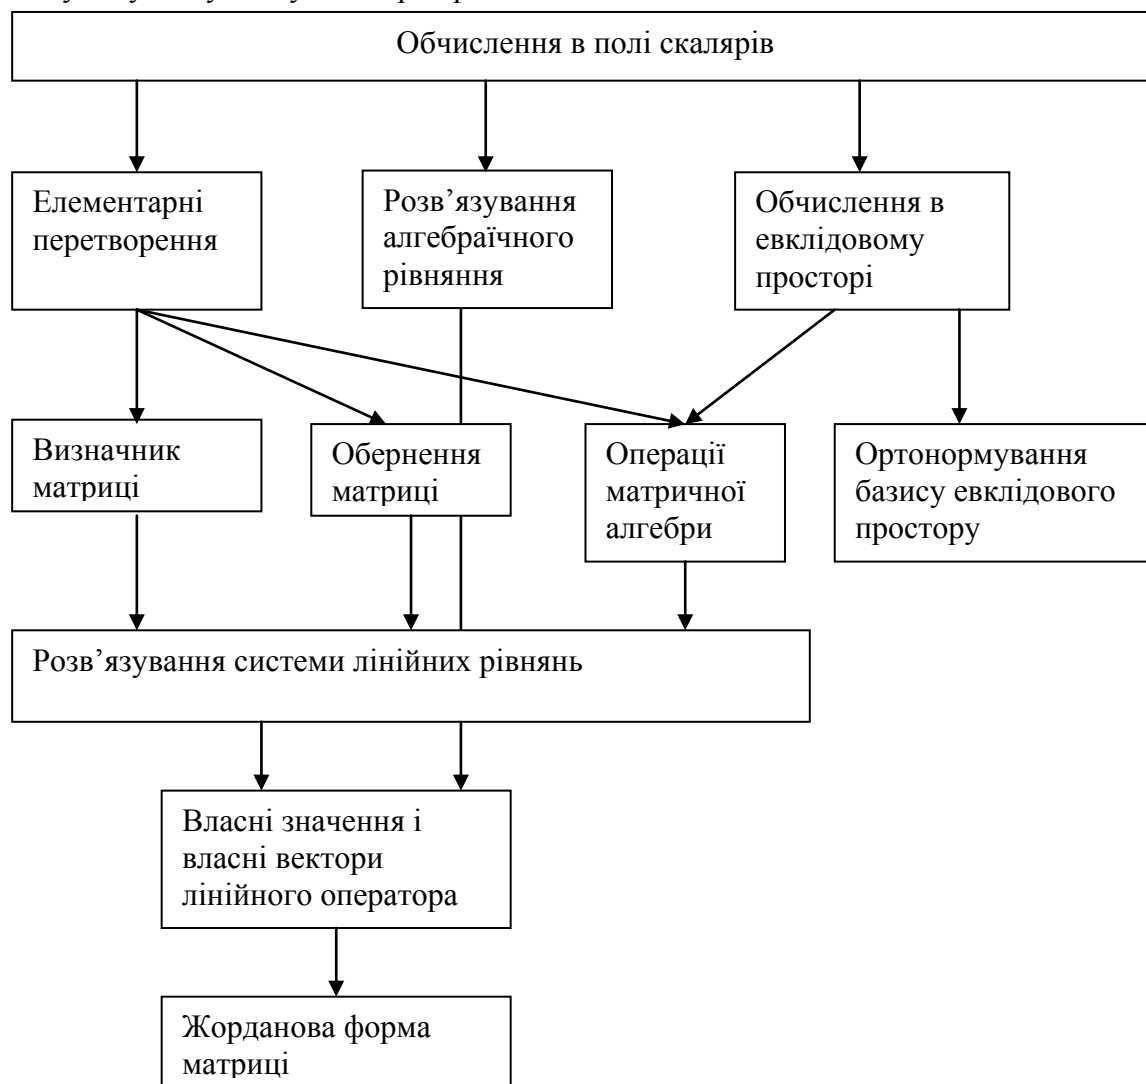 Обчислення в полі скалярів
Елементарні
перетворення
Розв’язування
алгебраїчного
рівняння
Обчислення в
евклідовому
просторі
Визначник
матриці
Обернення
матриці
Операції
матричної
алгебри
Ортонормування
базису евклідового
простору
Розв’язування системи лінійних рівнянь
Власні значення і
власні вектори
лінійного оператора
Жорданова форма
матриці